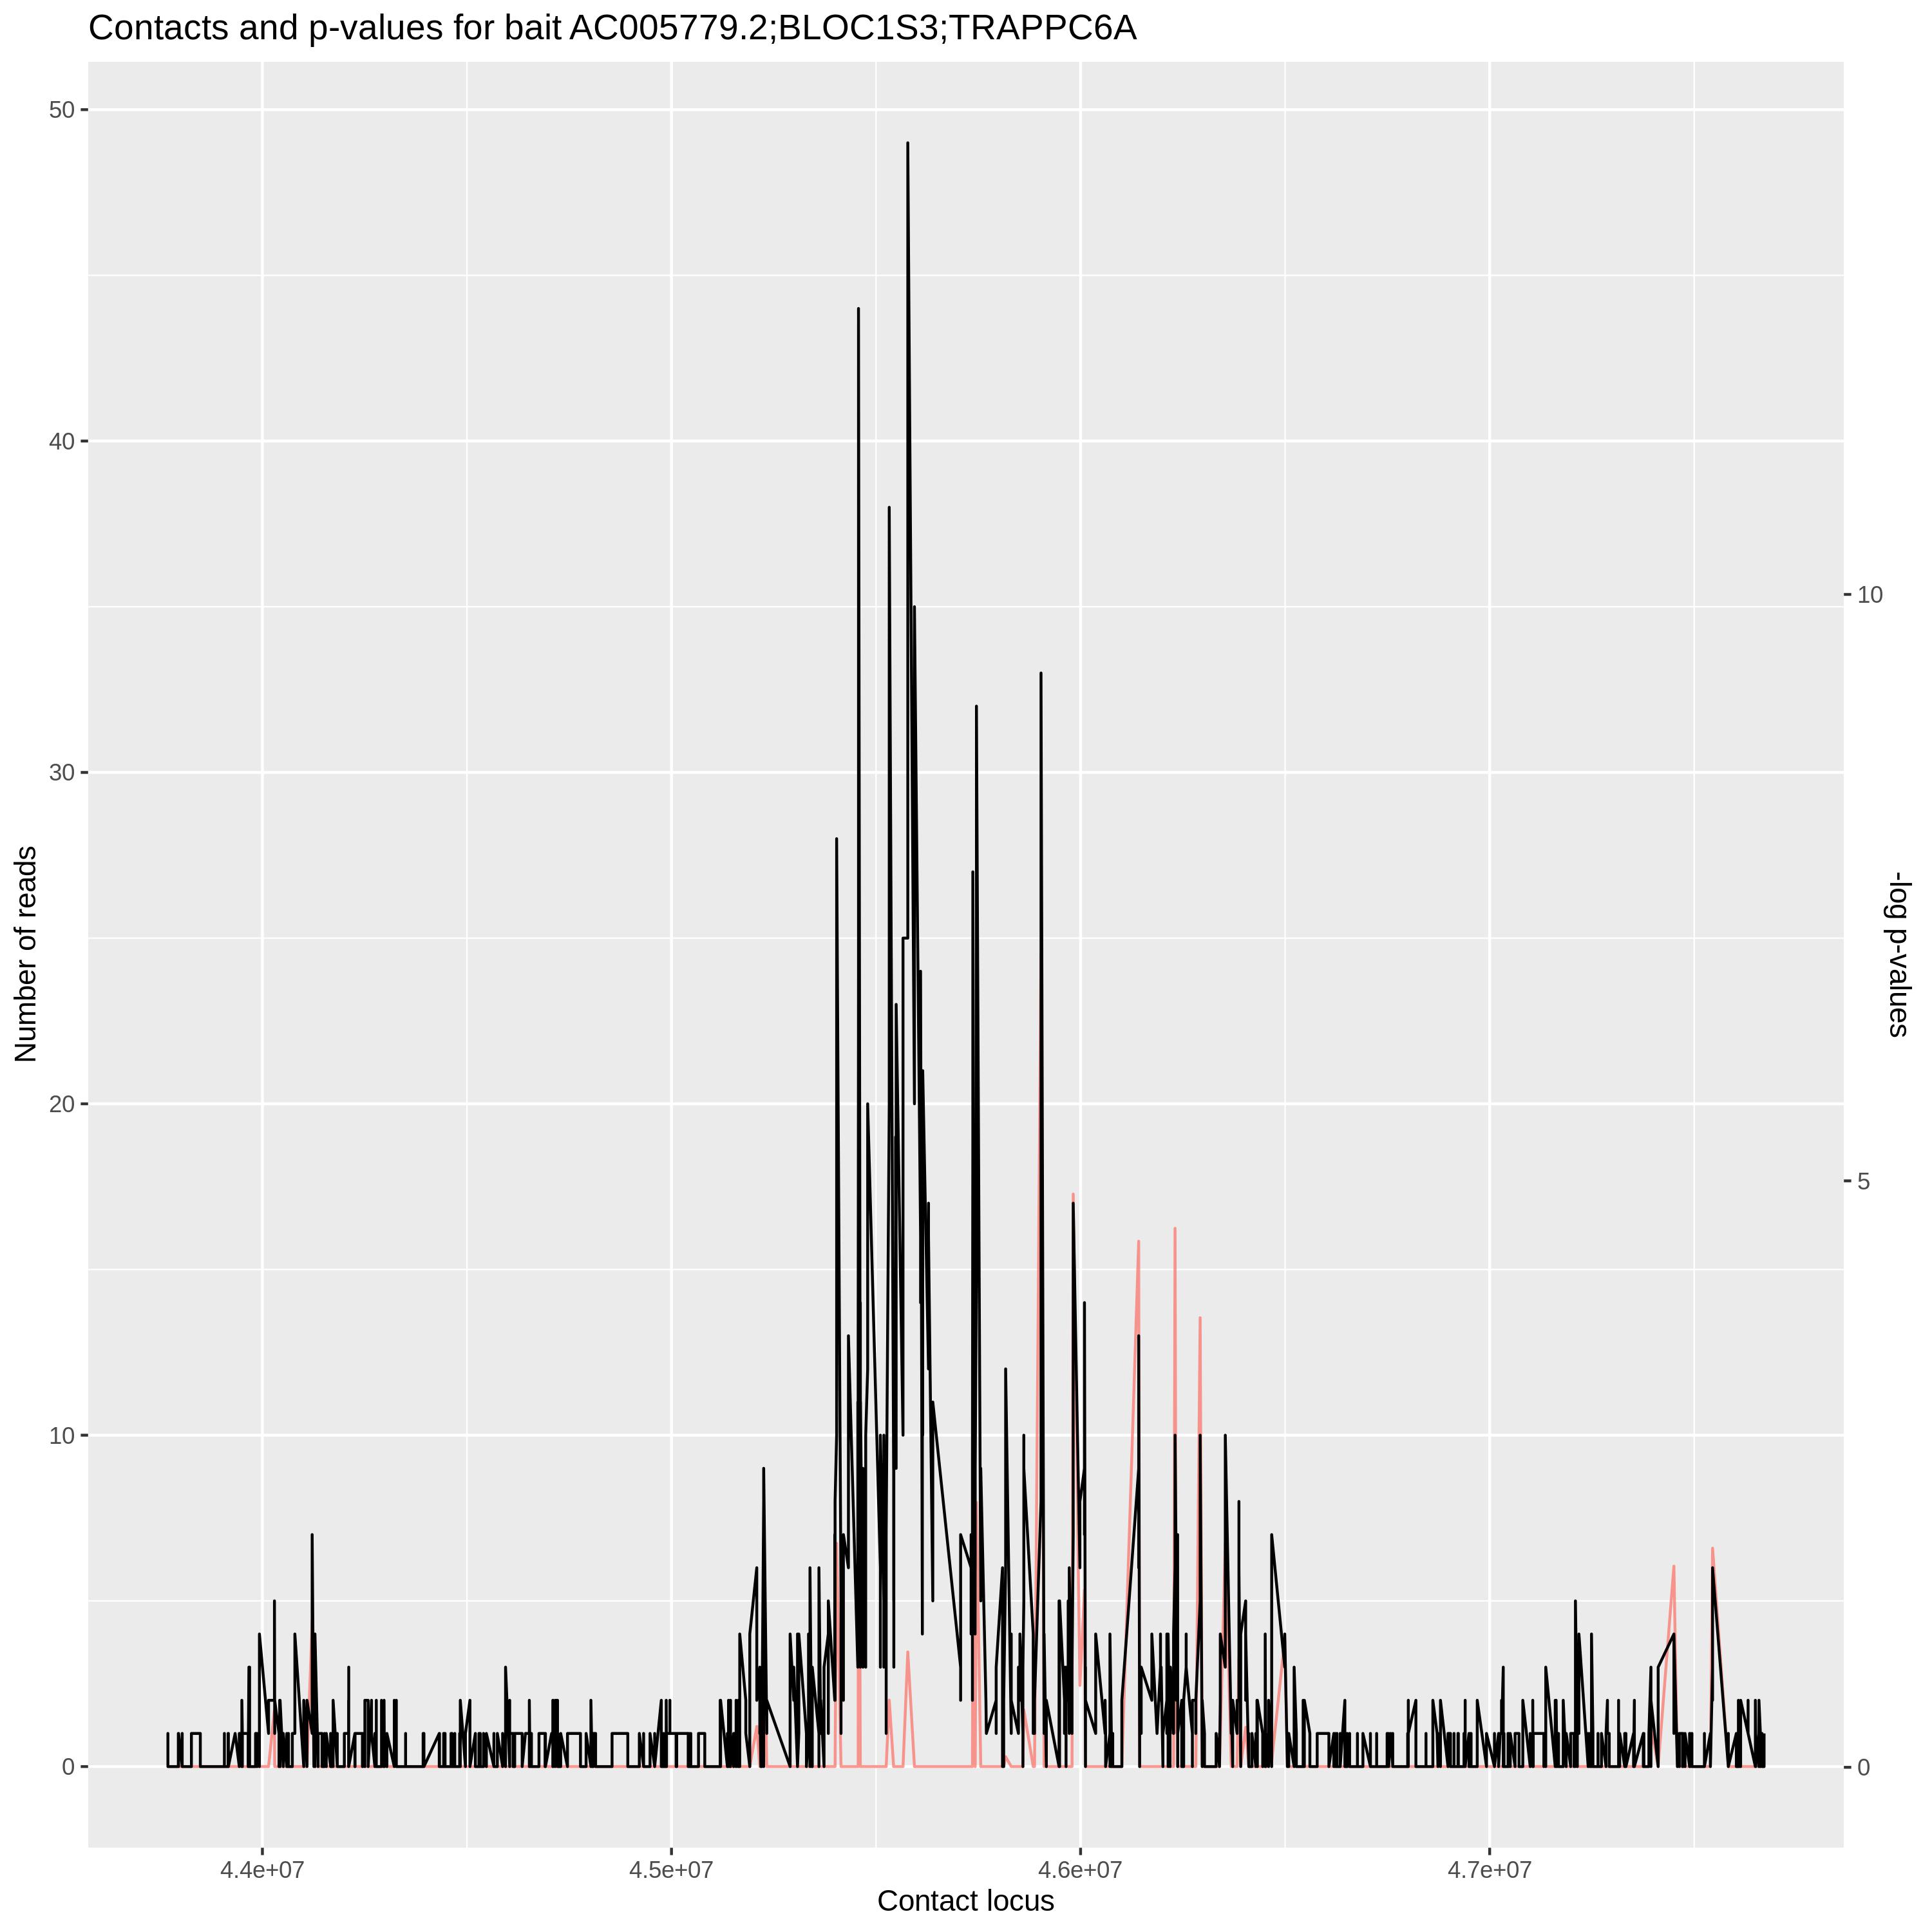 Contacts and p-values for bait AC005779.2;BLOC1S3;TRAPPC6A
50
40
30
20
10
0
Number of reads
10
5
0
-log p-values
4.4e+07
4.5e+07
4.6e+07
4.7e+07
Contact locus